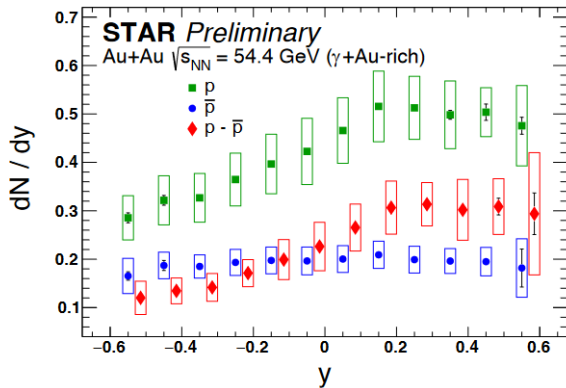 STAR Preliminary
Au+Au √sNN = 54.4 GeV (γ+Au-rich)
p
p̅
p - p̅
dN / dy
0.7
0.6
0.5
0.4
0.3
0.2
0.1
−0.6 −0.4 −0.2 0 0.2 0.4 0.6
y